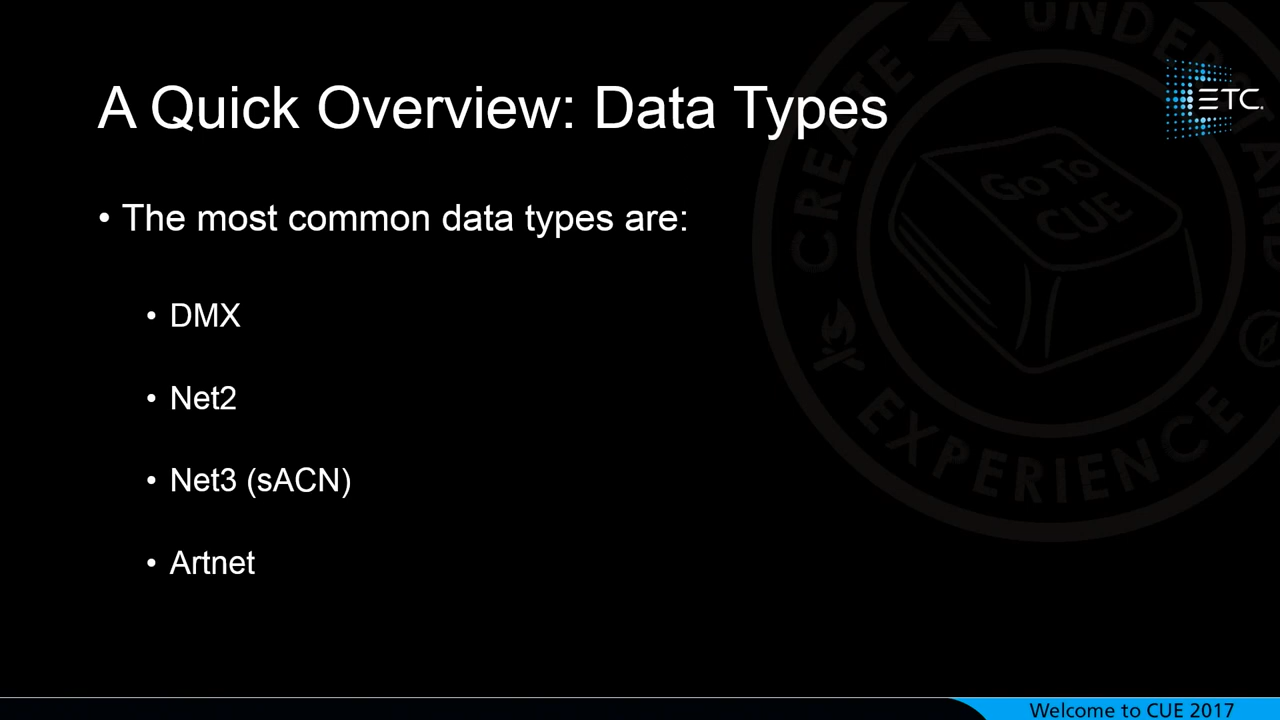 A Quick Overview: Data Types
ETC.
• The most common data types are:
• DMX
• Net2
• Net3 (sACN)
• Artnet
CREATE UNDERSTAND EXPERIENCE
Go To
CUE
Welcome to CUE 2017